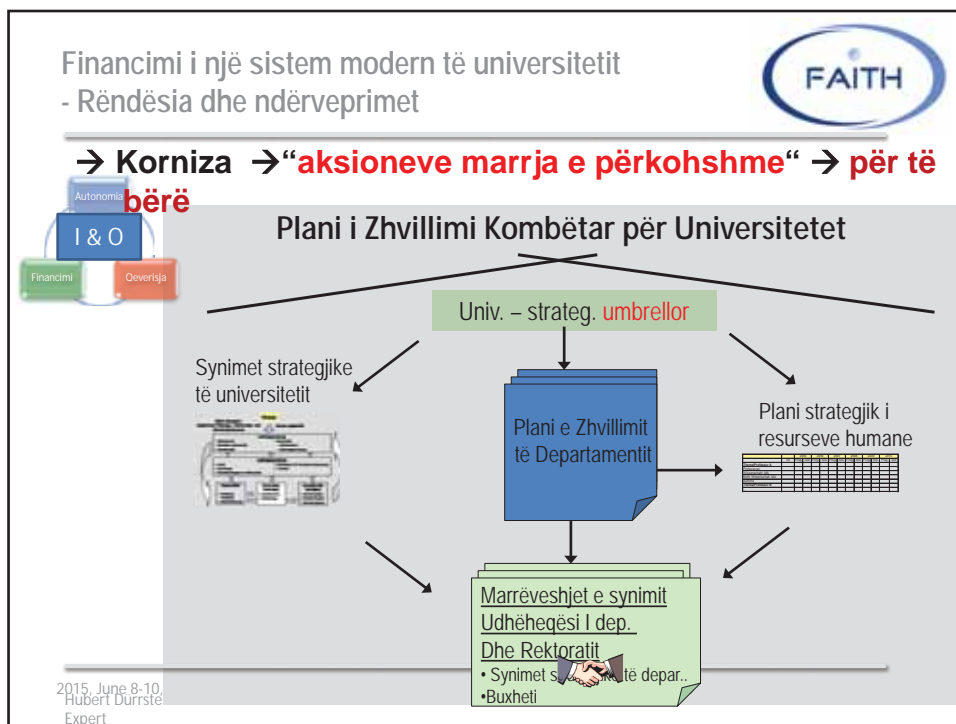 Financimi i një sistem modern të universitetit
- Rëndësia dhe ndërveprimet
FAITH
→ Korniza →“aksioneve marrja e përkohshme“ → për të
bërë
Autonomia
I & O
Financimi
Qeverisja
Plani i Zhvillimi Kombëtar për Universitetet
Univ. – strateg. umbrellor
Synimet strategjike
të universitetit
Plani e Zhvillimit
të Departamentit
Plani strategjik i
resurseve humane
Marrëveshjet e synimit
Udhëheqësi I dep.
Dhe Rektoratit
• Synimet të depar..
•Buxheti
2015, June 8-10,
Hubert Dürrste
Expert